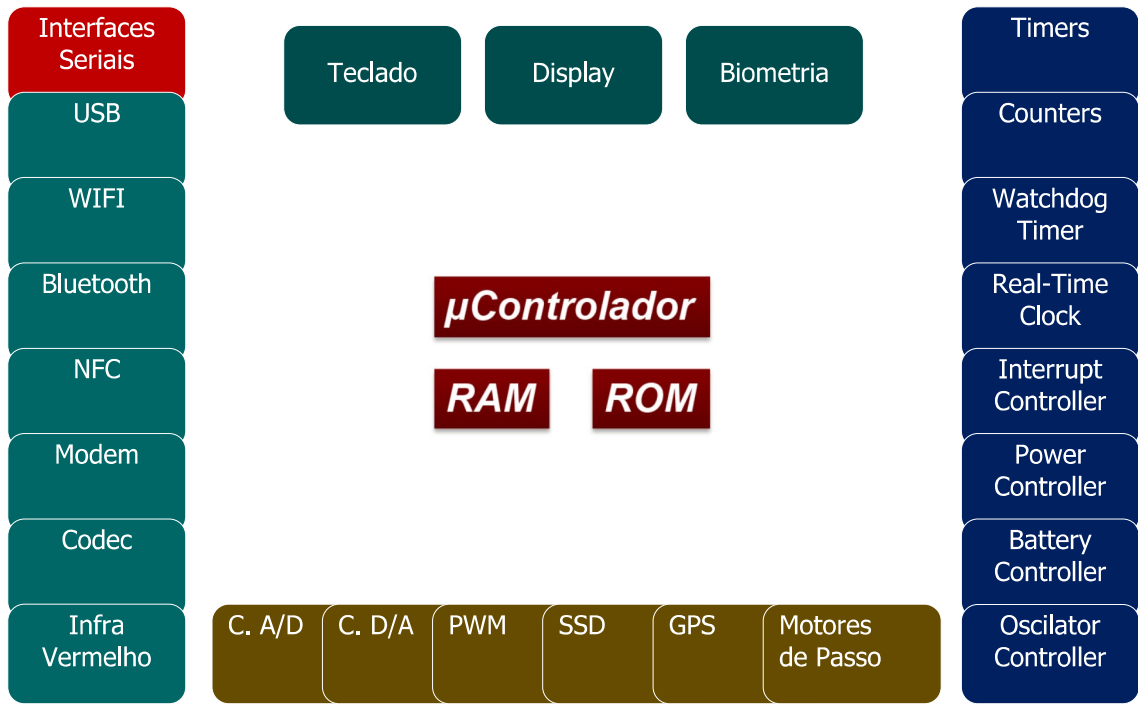 Interfaces
Seriais
USB
WIFI
Bluetooth
NFC
Modem
Codec
Infra
Vermelho
Teclado
Display
Biometria
µControlador
RAM
ROM
C. A/D
C. D/A
PWM
SSD
GPS
Motores
de Passo
Timers
Counters
Watchdog
Timer
Real-Time
Clock
Interrupt
Controller
Power
Controller
Battery
Controller
Oscilator
Controller